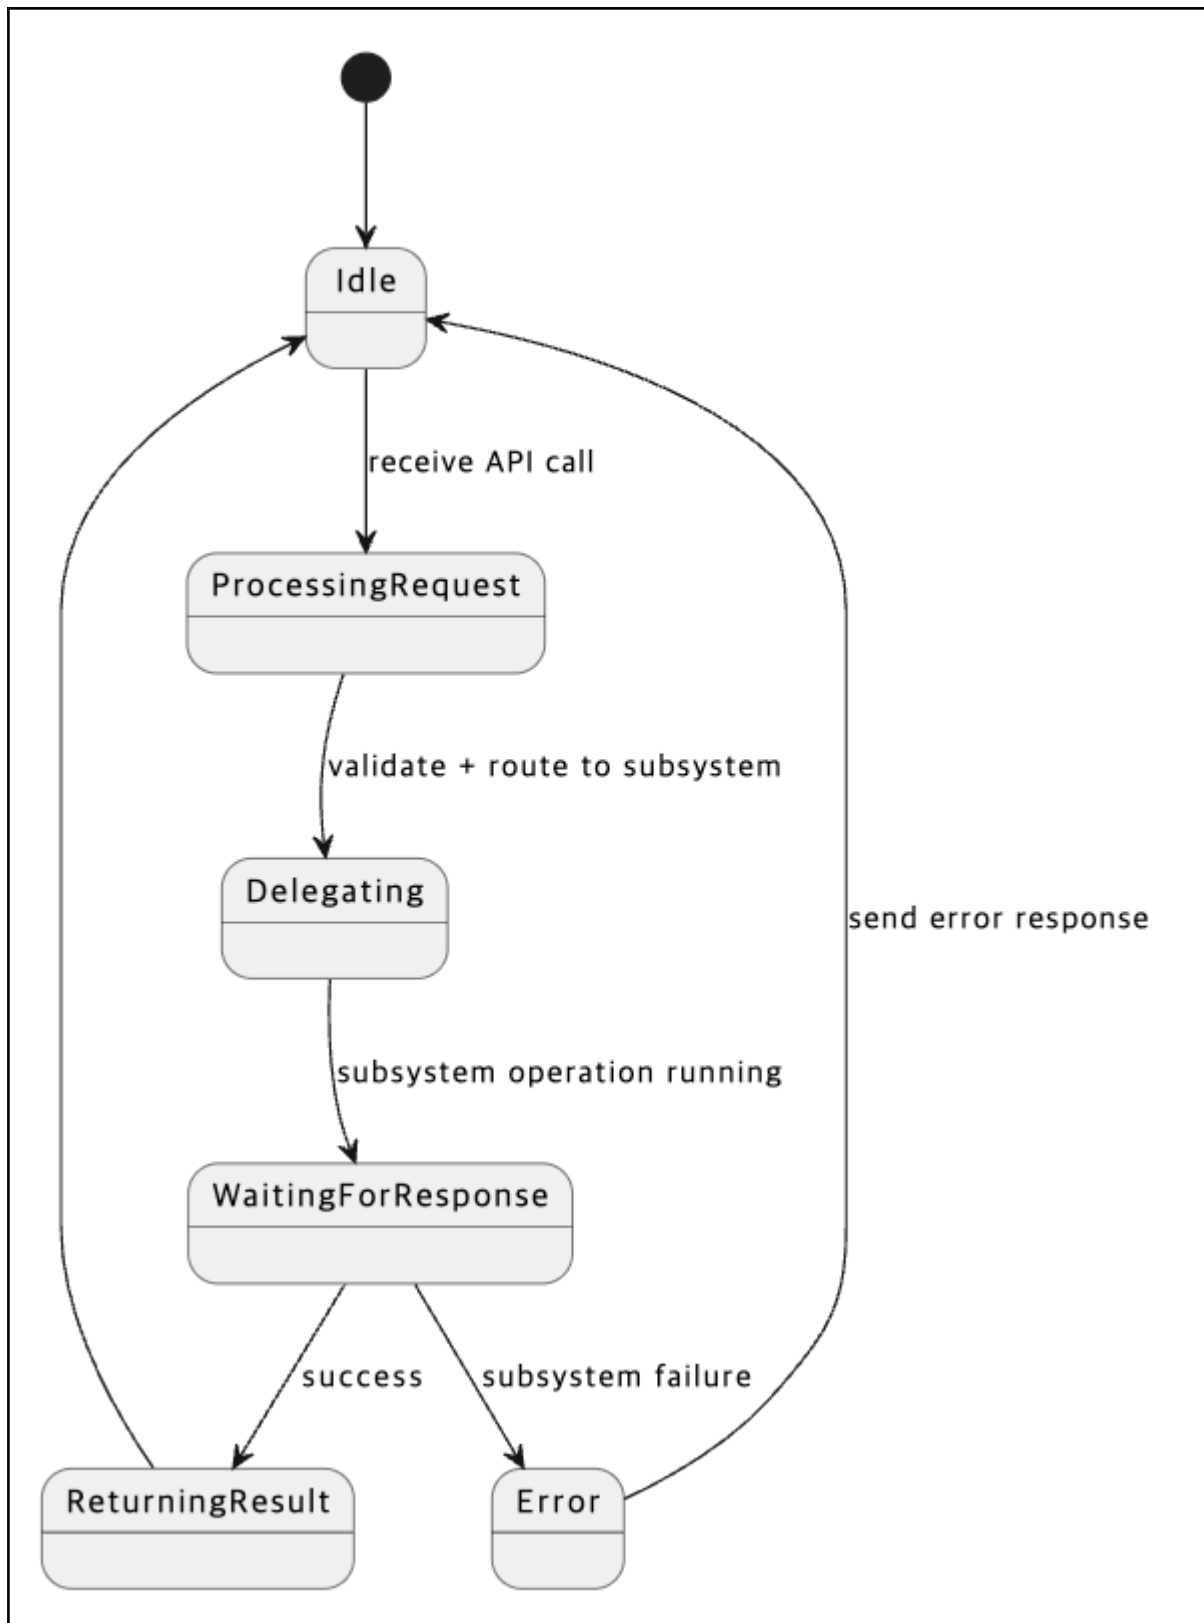 Idle
receive API call
ProcessingRequest
validate + route to subsystem
Delegating
send error response
subsystem operation running
WaitingForResponse
success
subsystem failure
ReturningResult
Error